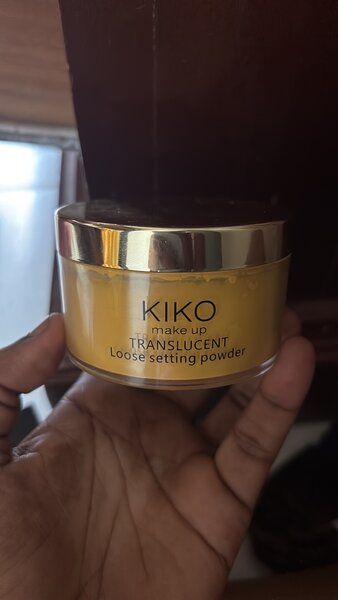 KIKO
make up
TRANSLUCENT
Loose setting powder